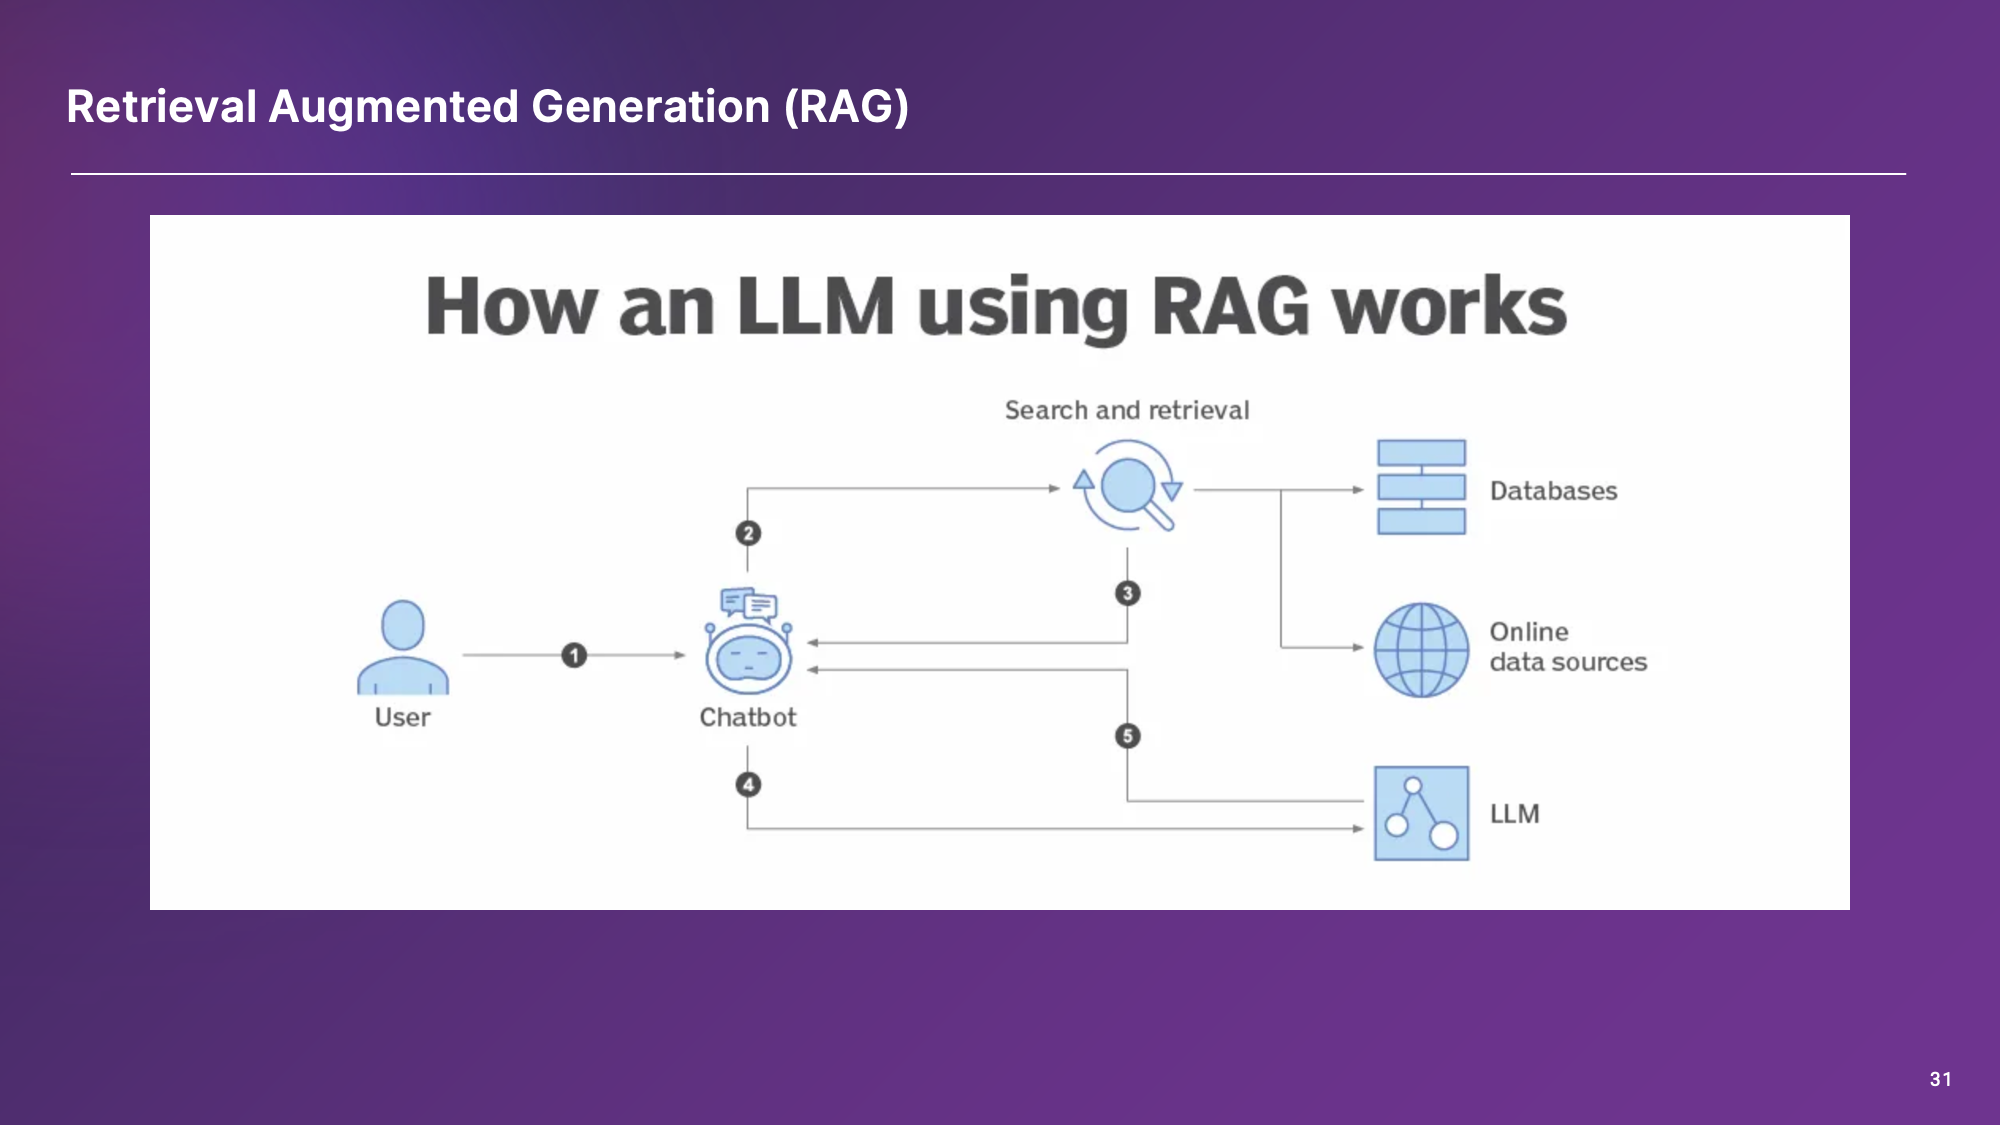 Retrieval Augmented Generation (RAG)
How an LLM using RAG works
Search and retrieval
Databases
2
3
Online
data sources
1
User
Chatbot
5
4
LLM
31